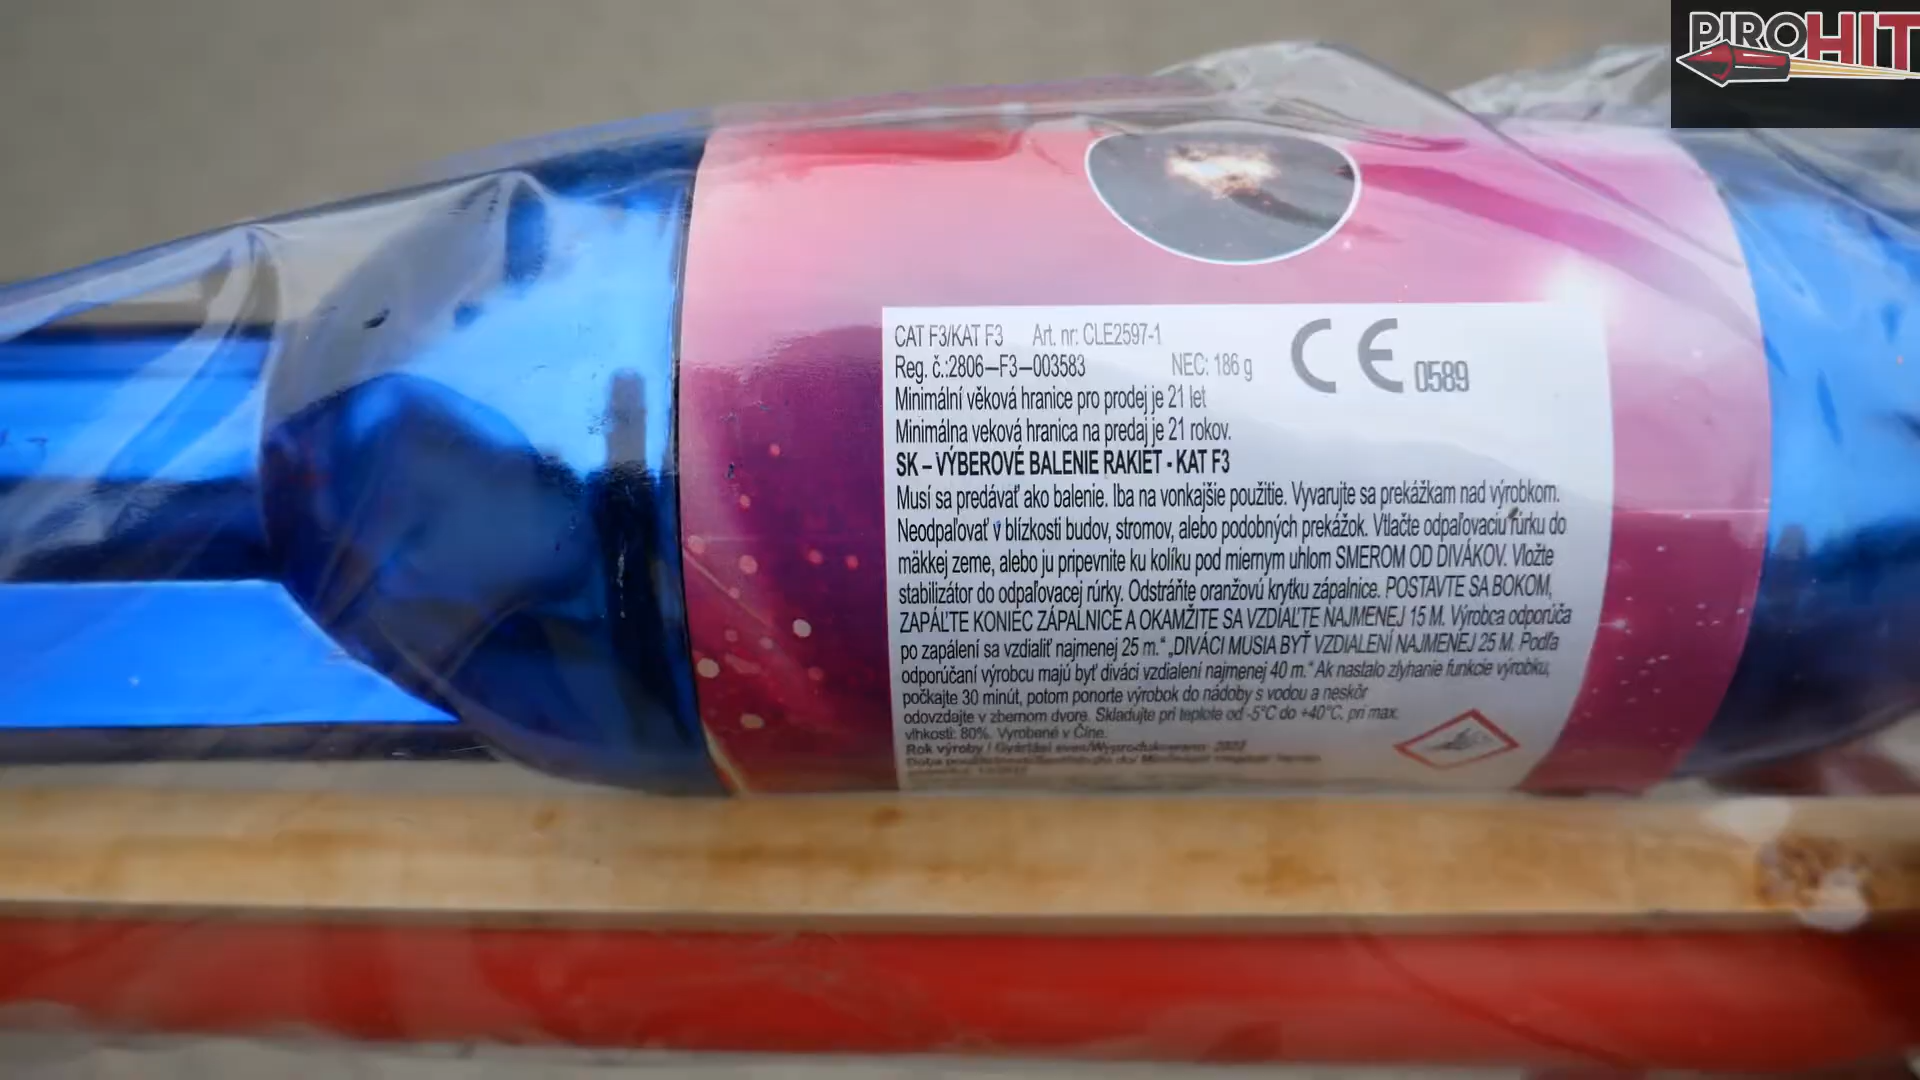 PIROHIT
CAT F3/KAT F3 Art. nr: CLE2597-1
Reg. č.:2806–F3–003583 NEC: 186 g
CE 0589
Minimální věková hranice pro prodej je 21 let
Minimálna veková hranica na predaj je 21 rokov.
SK – VÝBEROVÉ BALENIE RAKIET - KAT F3
Musí sa predávať ako balenie. Iba na vonkajšie použitie. Vyvarujte sa prekážkam nad výrobkom.
Neodpaľovať v blízkosti budov, stromov, alebo podobných prekážok. Vtlačte odpaľovaciu rúrku do
mäkkej zeme, alebo ju pripevnite ku kolíku pod miernym uhlom SMEROM OD DIVÁKOV. Vložte
stabilizátor do odpaľovacej rúrky. Odstráňte oranžovú krytku zápalnice. POSTAVTE SA BOKOM,
ZAPÁĽTE KONIEC ZÁPALNICE A OKAMŽITE SA VZDIAĽTE NAJMENEJ 15 M. Výrobca odporúča
po zapálení sa vzdialiť najmenej 25 m.“ „DIVÁCI MUSIA BYŤ VZDIALENÍ NAJMENEJ 25 M. Podľa
odporúčaní výrobcu majú byť diváci vzdialení najmenej 40 m.“ Ak nastalo zlyhanie funkcie výrobku,
počkajte 30 minút, potom ponorte výrobok do nádoby s vodou a neskôr
odovzdajte v zbernom dvore. Skladujte pri teplote od -5°C do +40°C, pri max.
vlhkosti: 80%. Vyrobené v Číne.
Rok výroby /